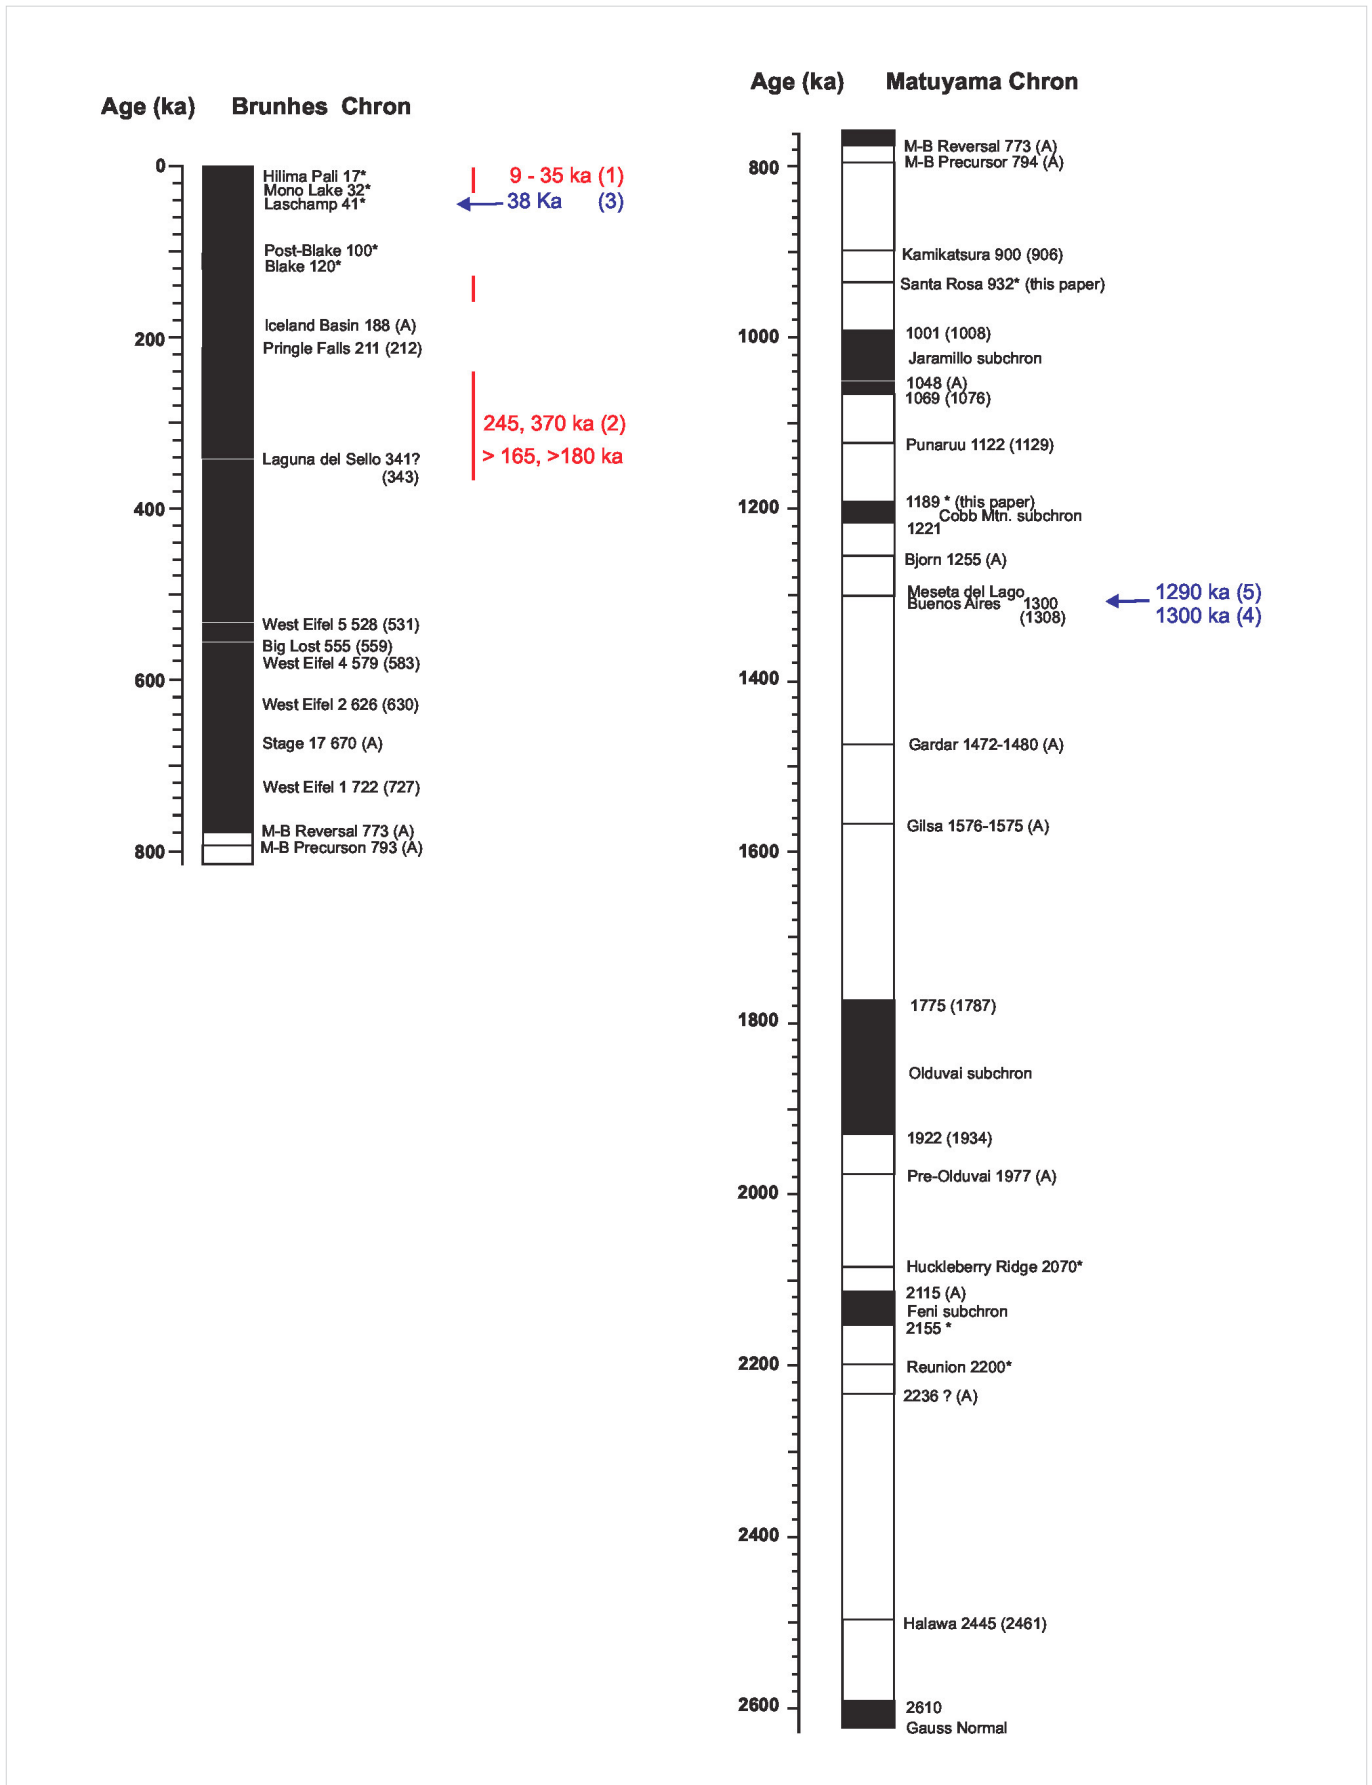 Age (ka) Brunhes Chron
0
200
400
600
800
Hilima Pali 17*
Mono Lake 32*
Laschamp 41*
Post-Blake 100*
Blake 120*
Iceland Basin 188 (A)
Pringle Falls 211 (212)
Laguna del Sello 341?
(343)
West Eifel 5 528 (531)
Big Lost 555 (559)
West Eifel 4 579 (583)
West Eifel 2 626 (630)
Stage 17 670 (A)
West Eifel 1 722 (727)
M-B Reversal 773 (A)
M-B Precurson 793 (A)
9 - 35 ka (1)
38 Ka (3)
245, 370 ka (2)
> 165, >180 ka
Age (ka) Matuyama Chron
800
1000
1200
1400
1600
1800
2000
2200
2400
2600
M-B Reversal 773 (A)
M-B Precursor 794 (A)
Kamikatsura 900 (906)
Santa Rosa 932* (this paper)
1001 (1008)
Jaramillo subchron
1048 (A)
1069 (1076)
Punaruu 1122 (1129)
1189 * (this paper)
Cobb Mtn. subchron
1221
Bjorn 1255 (A)
Meseta del Lago
Buenos Aires 1300
(1308)
Gardar 1472-1480 (A)
Gilsa 1576-1575 (A)
1775 (1787)
Olduvai subchron
1922 (1934)
Pre-Olduvai 1977 (A)
Huckleberry Ridge 2070*
2115 (A)
Feni subchron
2155 *
Reunion 2200*
2236 ? (A)
Halawa 2445 (2461)
2610
Gauss Normal
1290 ka (5)
1300 ka (4)